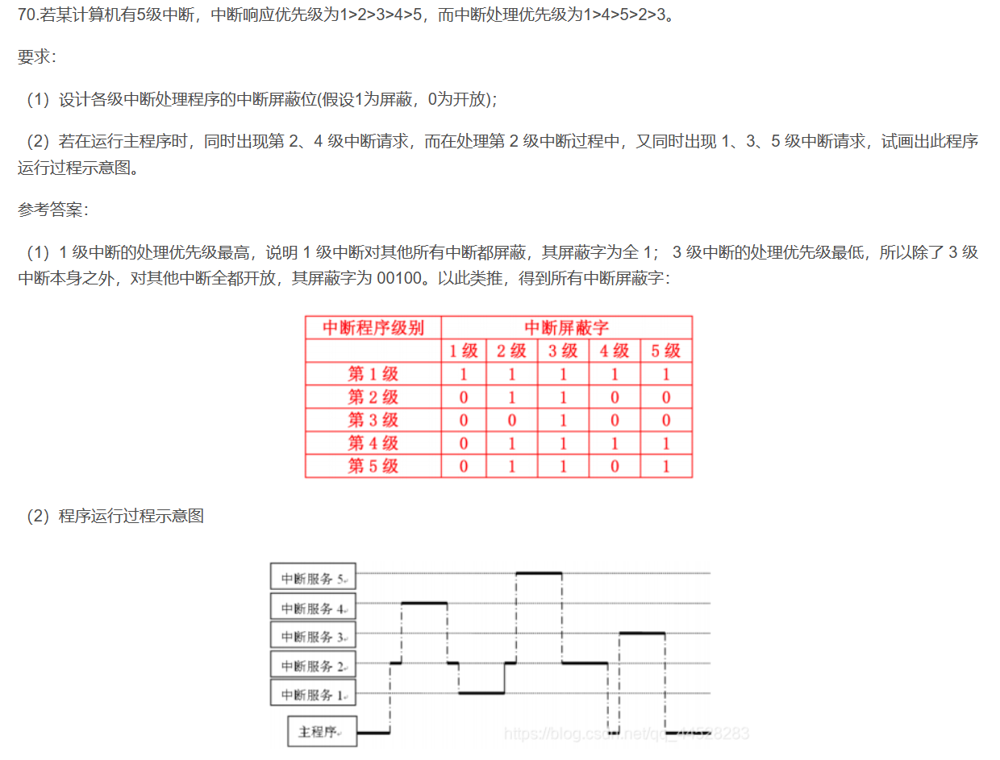 70.若某计算机有5级中断，中断响应优先级为1>2>3>4>5，而中断处理优先级为1>4>5>2>3。
要求：
（1）设计各级中断处理程序的中断屏蔽位(假设1为屏蔽，0为开放)；
（2）若在运行主程序时，同时出现第 2、4 级中断请求，而在处理第 2 级中断过程中，又同时出现 1、3、5 级中断请求，试画出此程序
运行过程示意图。
参考答案：
（1）1 级中断的处理优先级最高，说明 1 级中断对其他所有中断都屏蔽，其屏蔽字为全 1； 3 级中断的处理优先级最低，所以除了 3 级
中断本身之外，对其他中断全都开放，其屏蔽字为 00100。以此类推，得到所有中断屏蔽字：
中断程序级别 中断屏蔽字
1 级 2 级 3 级 4 级 5 级
第 1 级 1 1 1 1 1
第 2 级 0 1 1 0 0
第 3 级 0 0 1 0 0
第 4 级 0 1 1 1 1
第 5 级 0 1 1 0 1
（2）程序运行过程示意图
中断服务 5
中断服务 4
中断服务 3
中断服务 2
中断服务 1
主程序
https://blog.csdn.net/qq_44528283